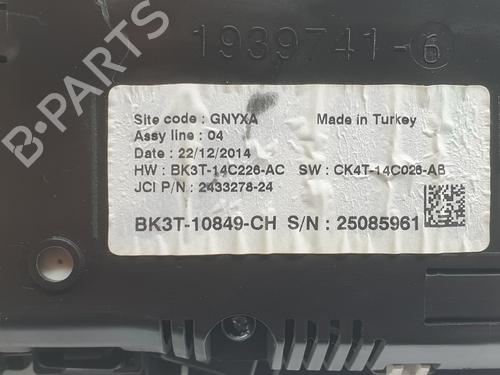 1939741-6
Site code : GNYXA Made in Turkey
Assy line : 04
Date : 22/12/2014
HW : BK3T-14C226-AC SW : CK4T-14C026-AB
JCI P/N : 2433278-24
BK3T-10849-CH S/N : 25085961
B-PARTS